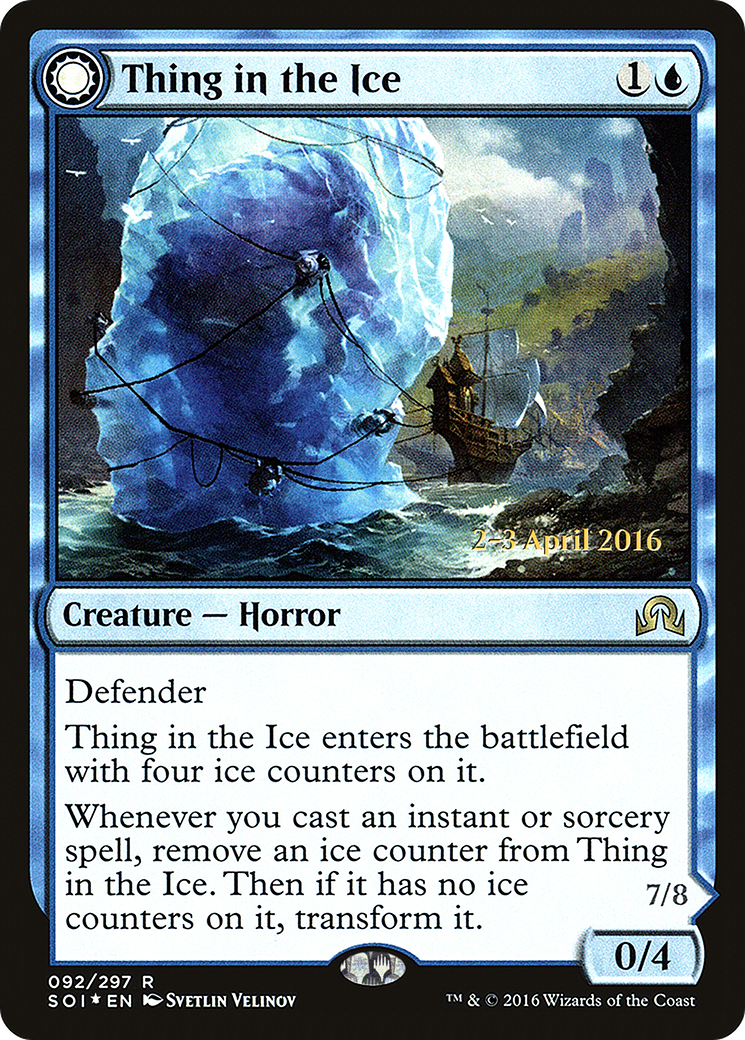 Thing in the Ice
1
2–3 April 2016
Creature — Horror
Defender
Thing in the Ice enters the battlefield
with four ice counters on it.
Whenever you cast an instant or sorcery
spell, remove an ice counter from Thing
in the Ice. Then if it has no ice
counters on it, transform it.
7/8
0/4
092/297 R
SOI★EN Svetlin Velinov
™ & © 2016 Wizards of the Coast